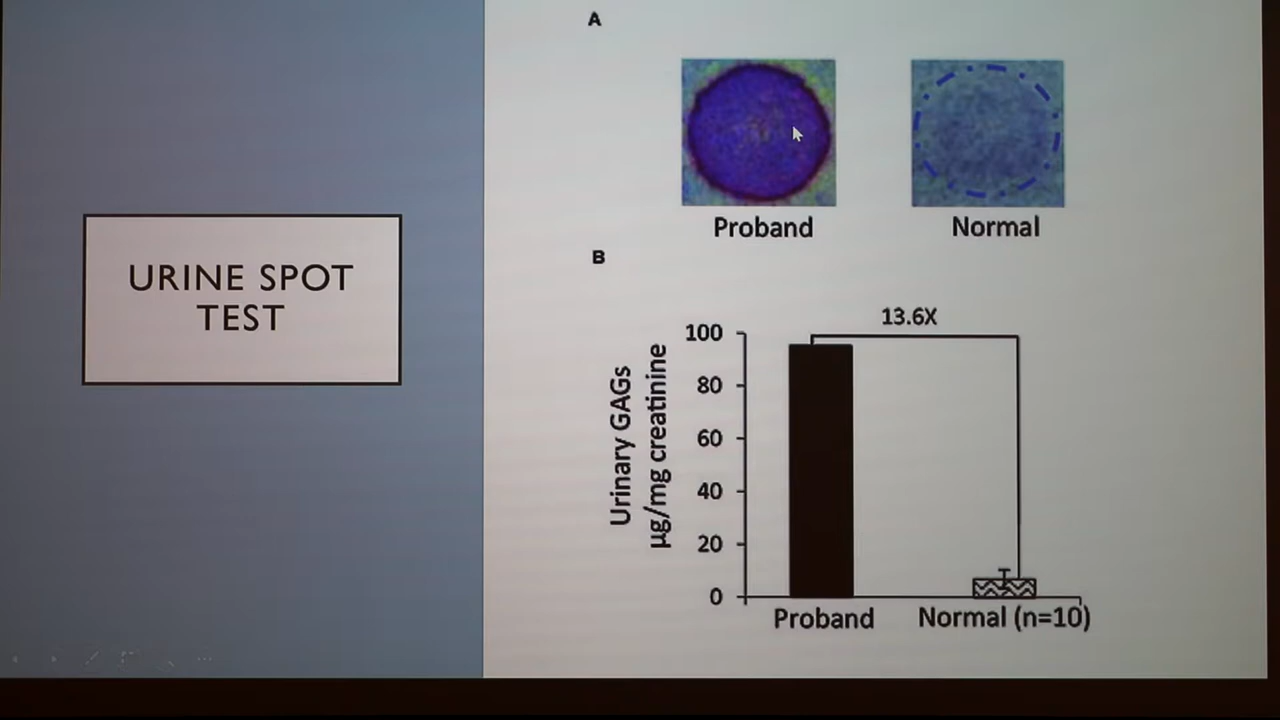 URINE SPOT
TEST
A
Proband
Normal
B
13.6X
Urinary GAGs
µg/mg creatinine
100
80
60
40
20
0
Proband
Normal (n=10)